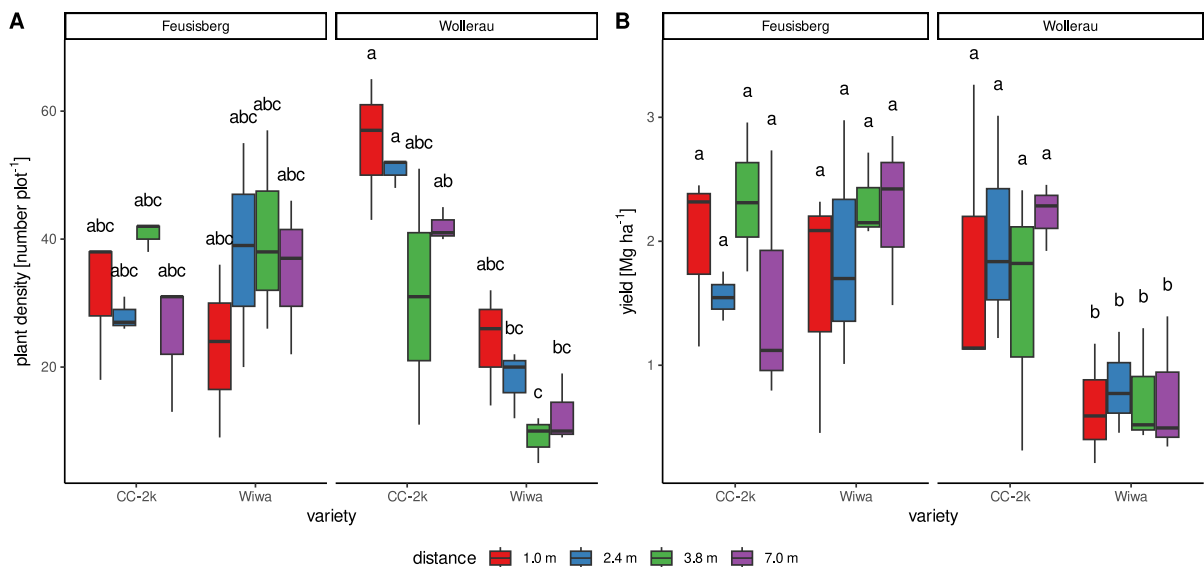 A
Feusisberg
Wollerau
plant density [number plot⁻¹]
60
40
20
abc
abc
abc
abc
abc
abc
abc
abc
a
a
abc
ab
abc
bc
c
bc
CC-2k
Wiwa
CC-2k
Wiwa
variety
B
Feusisberg
Wollerau
yield [Mg ha⁻¹]
3
2
1
a
a
a
a
a
a
a
a
a
a
a
a
b
b
b
b
CC-2k
Wiwa
CC-2k
Wiwa
variety
distance 1.0 m 2.4 m 3.8 m 7.0 m